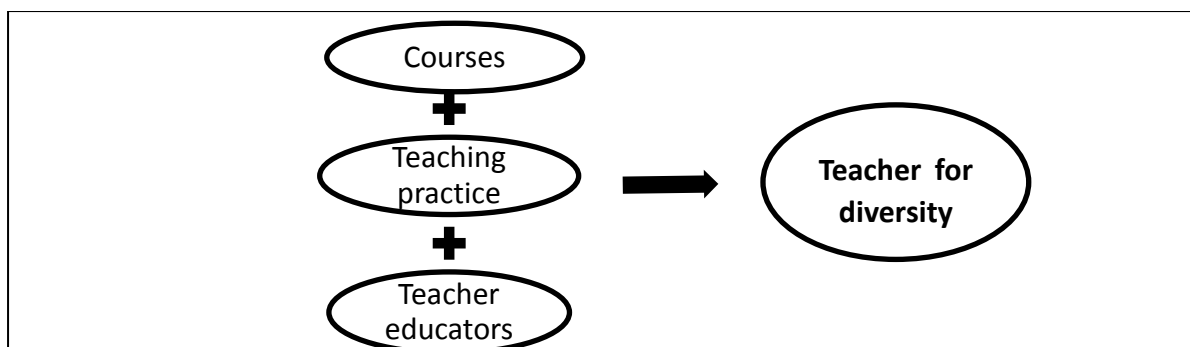 Courses
Teaching
practice
Teacher
educators
Teacher for
diversity